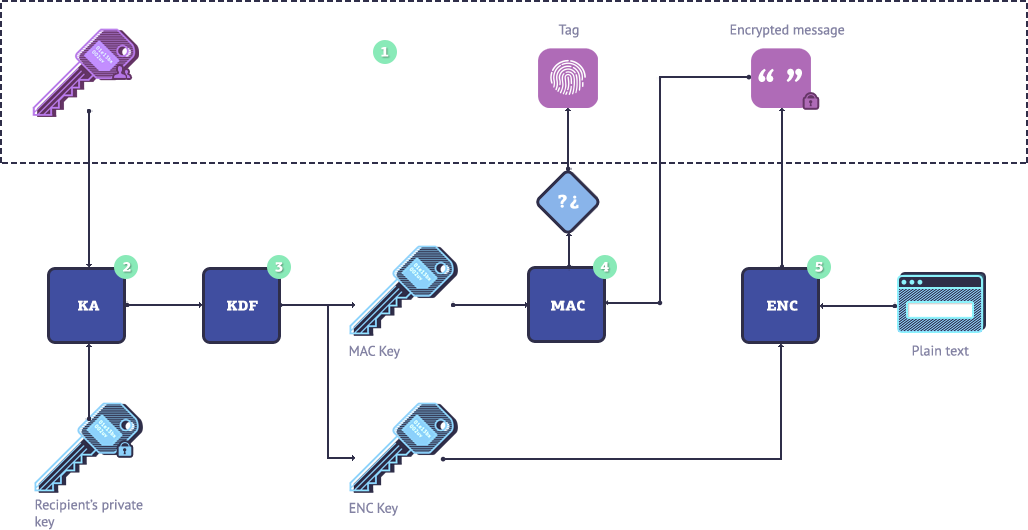 Tag
Encrypted message
1
“ ”
?¿
2
3
4
5
KA
KDF
MAC
ENC
MAC Key
Plain text
Recipient's private
key
ENC Key